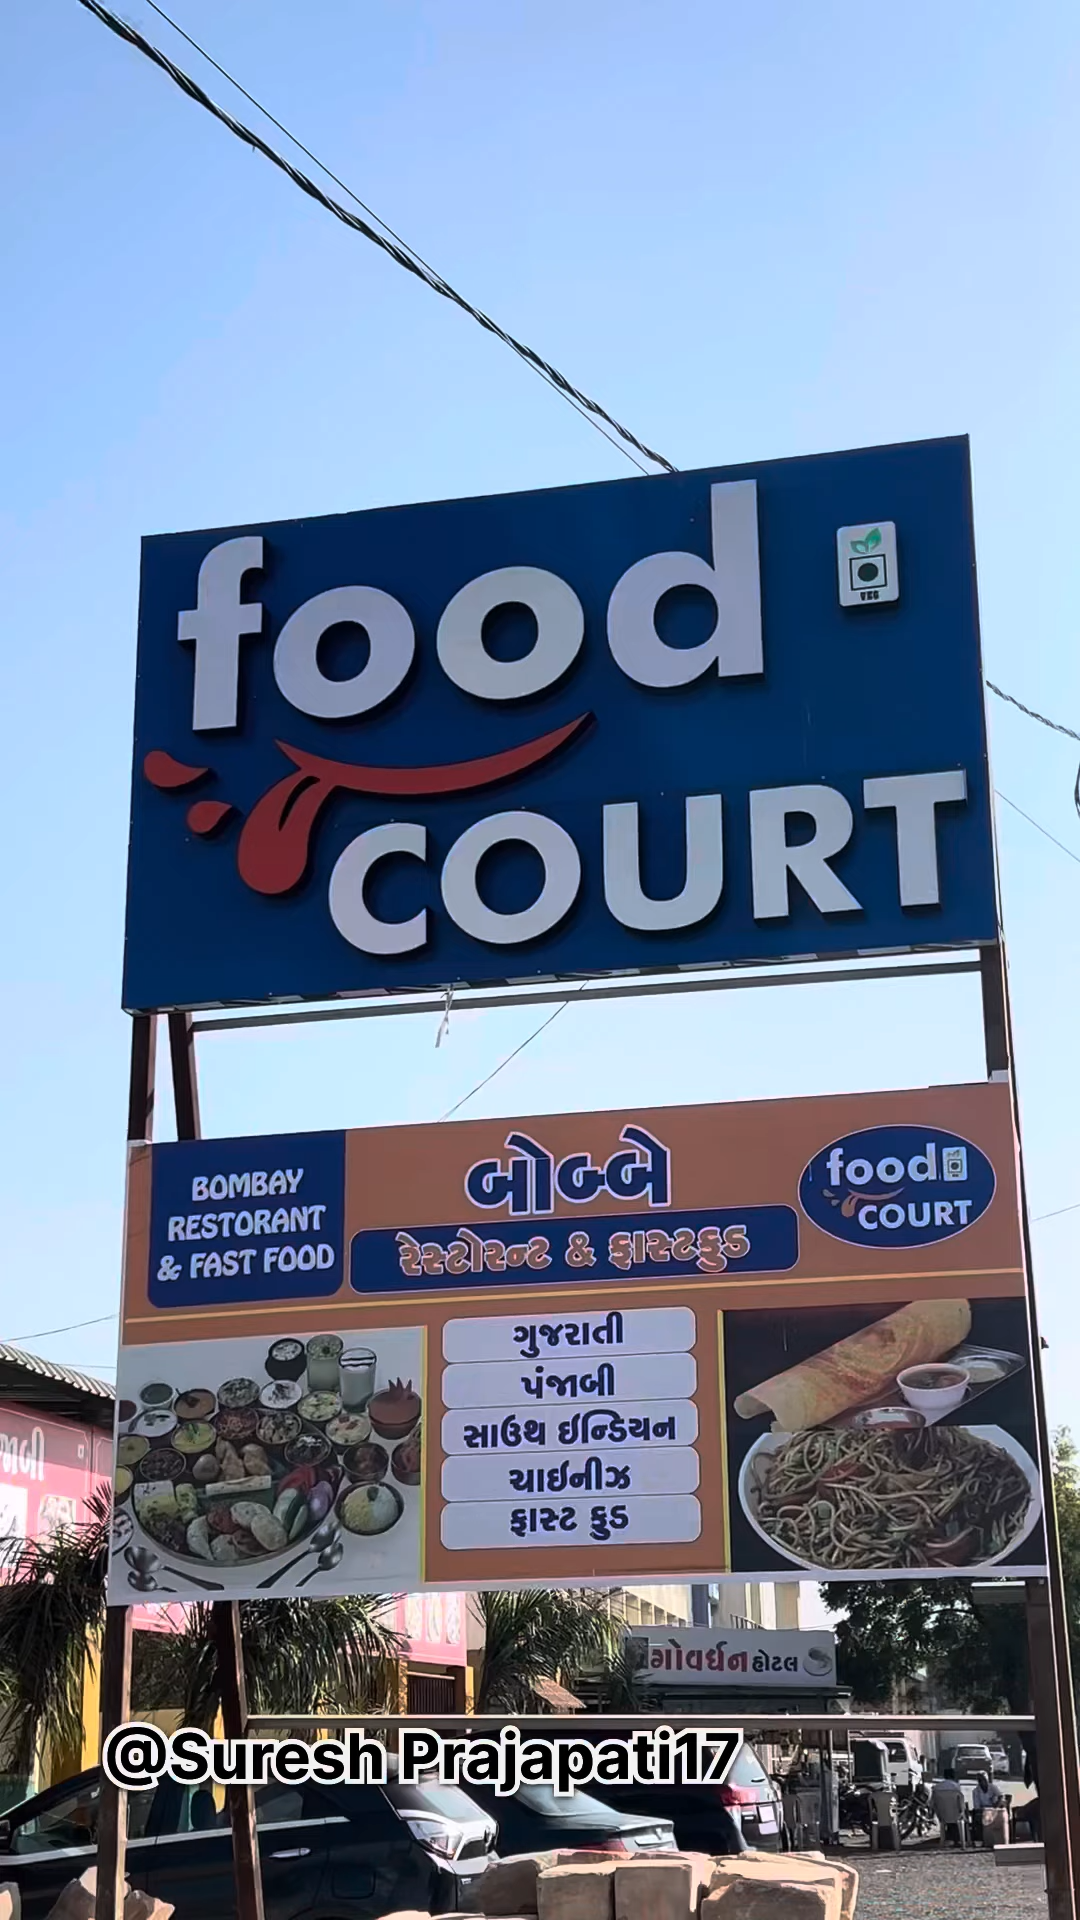 food
VEG
COURT
BOMBAY
RESTORANT
& FAST FOOD
બોમ્બે
રેસ્ટોરન્ટ & ફાસ્ટફુડ
food
COURT
ગુજરાતી
પંજાબી
સાઉથ ઈન્ડિયન
ચાઈનીઝ
ફાસ્ટ ફુડ
ગોવર્ધન હોટલ
@Suresh Prajapati17